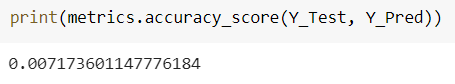 print(metrics.accuracy_score(Y_Test, Y_Pred))
0.007173601147776184